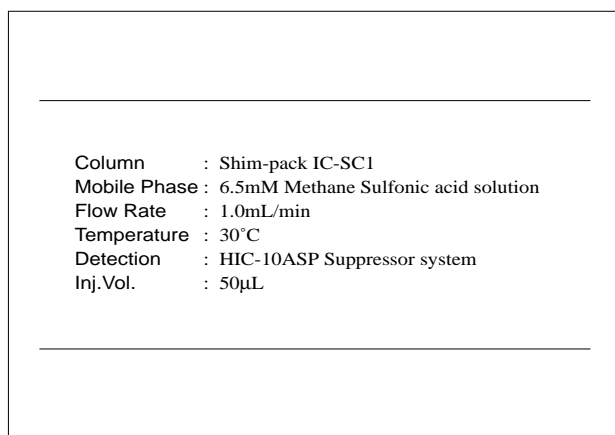 Column : Shim-pack IC-SC1
Mobile Phase : 6.5mM Methane Sulfonic acid solution
Flow Rate : 1.0mL/min
Temperature : 30˚C
Detection : HIC-10ASP Suppressor system
Inj.Vol. : 50µL